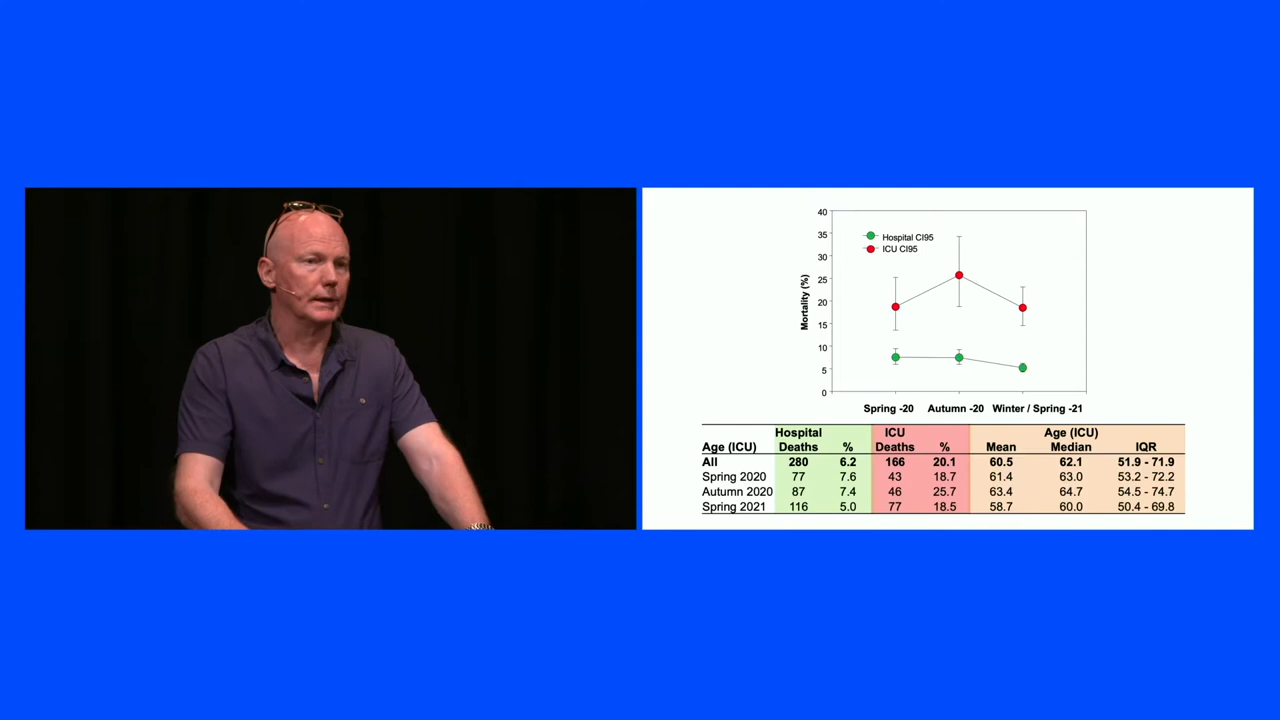 40
35
30
25
20
15
10
5
0
Mortality (%)
Hospital CI95
ICU CI95
Spring -20 Autumn -20 Winter / Spring -21
Hospital ICU Age (ICU)
Age (ICU) Deaths % Deaths % Mean Median IQR
All 280 6.2 166 20.1 60.5 62.1 51.9 - 71.9
Spring 2020 77 7.6 43 18.7 61.4 63.0 53.2 - 72.2
Autumn 2020 87 7.4 46 25.7 63.4 64.7 54.5 - 74.7
Spring 2021 116 5.0 77 18.5 58.7 60.0 50.4 - 69.8